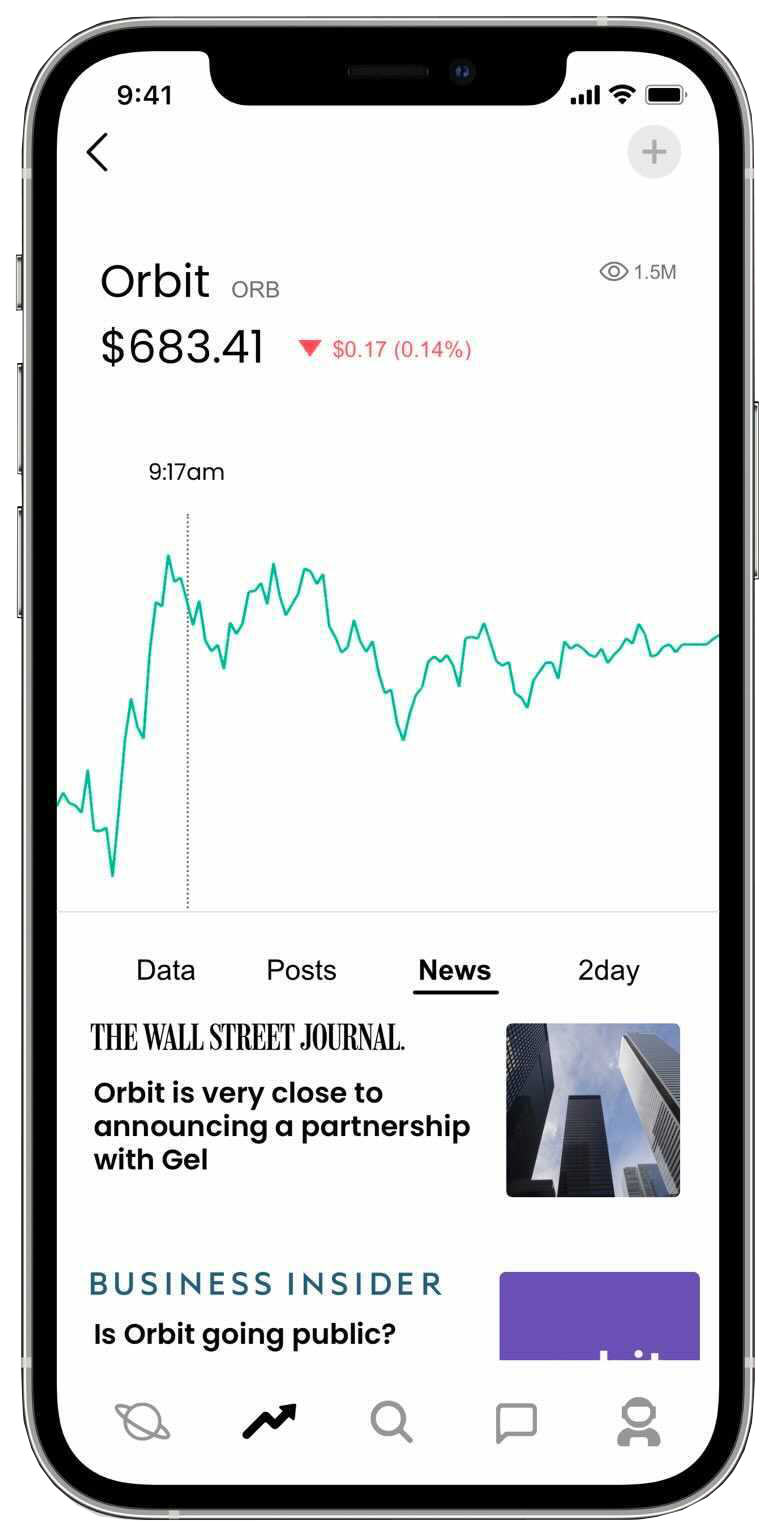 9:41
Orbit ORB
1.5M
$683.41 $0.17 (0.14%)
9:17am
Data Posts News 2day
THE WALL STREET JOURNAL.
Orbit is very close to
announcing a partnership
with Gel
BUSINESS INSIDER
Is Orbit going public?